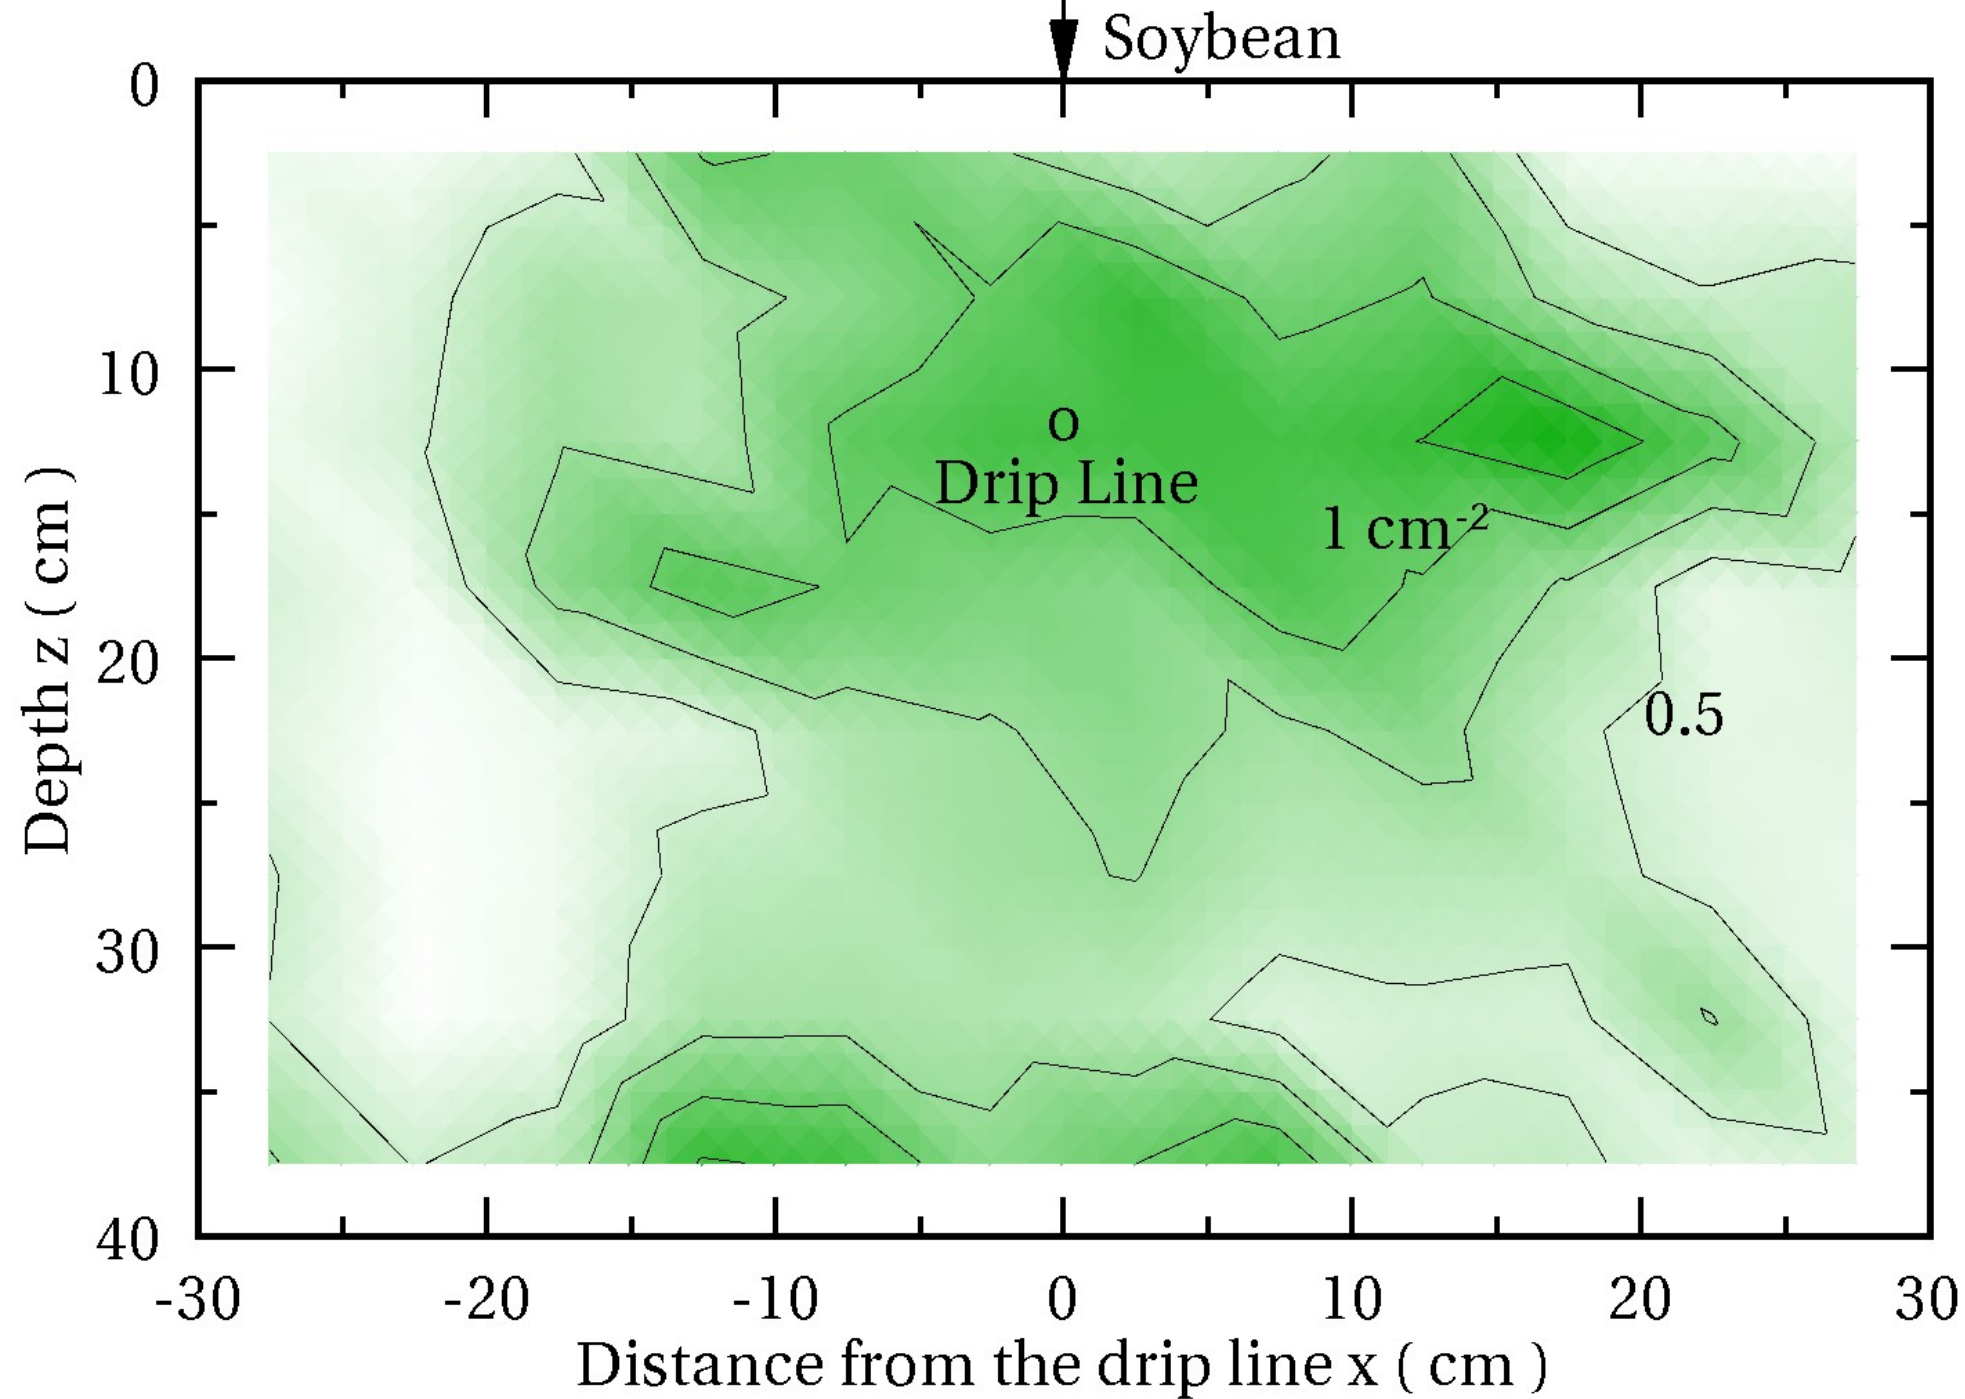 Soybean
0
10
20
30
40
Depth z ( cm )
o
Drip Line
1 cm⁻²
0.5
-30 -20 -10 0 10 20 30
Distance from the drip line x ( cm )